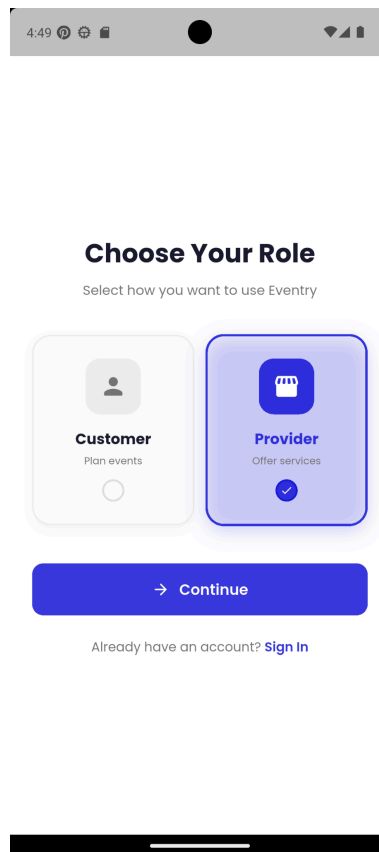 4:49
Choose Your Role
Select how you want to use Eventry
Customer
Plan events
Provider
Offer services
Continue
Already have an account? Sign In